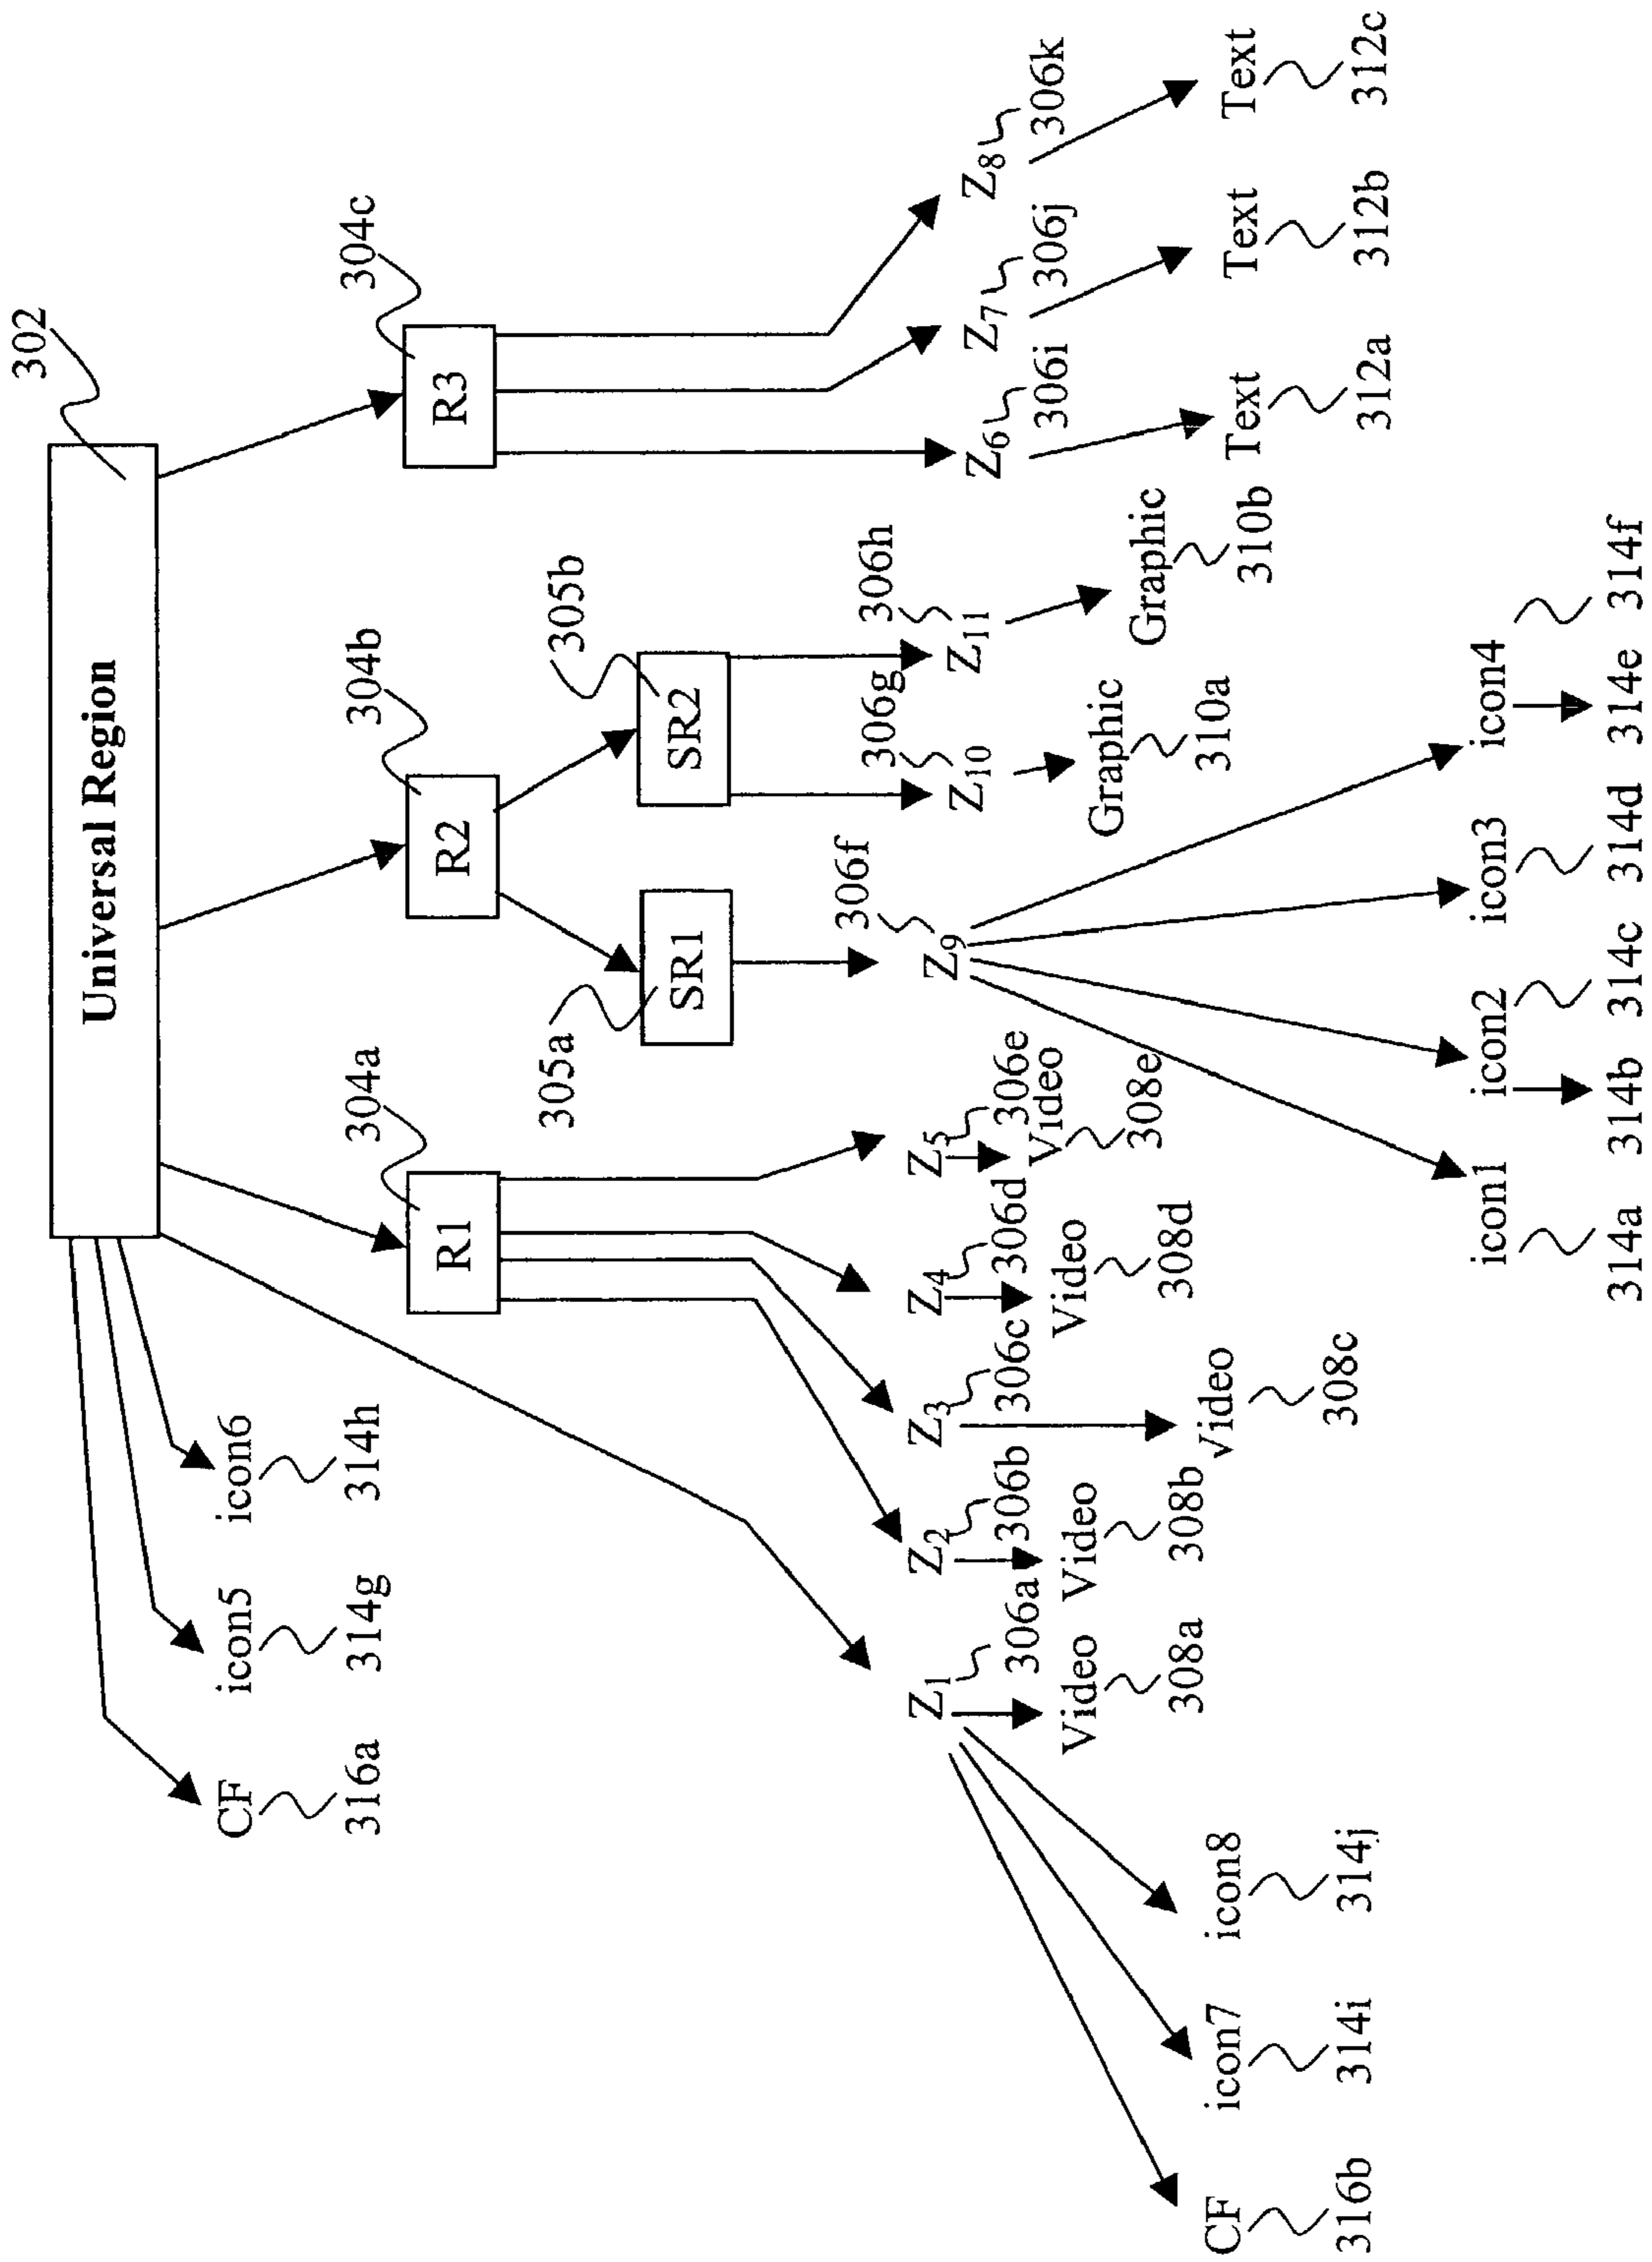 302
Universal Region
304a
304b
304c
R1
R2
R3
CF
icon5
icon6
316a
314g
314h
305a
305b
SR1
SR2
306f
306g
306h
Z1
Z2
Z3
Z4
Z5
Z9
Z10
Z11
Z6
Z7
Z8
306a
306b
306c
306d
306e
306i
306j
306k
Video
Video
Video
Video
Video
Graphic
Graphic
308a
308b
308c
308d
308e
310a
310b
CF
icon7
icon8
Text
Text
Text
316b
314i
314j
312a
312b
312c
icon1
icon2
icon3
icon4
314a
314b
314c
314d
314e
314f